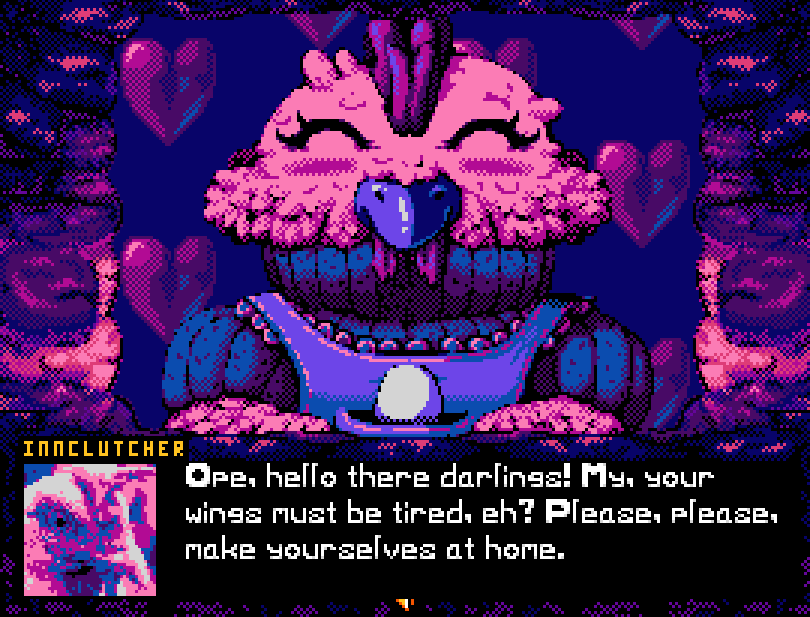 INNCLUTCHER
Ope, hello there darlings! My, your
wings must be tired, eh? Please, please,
make yourselves at home.